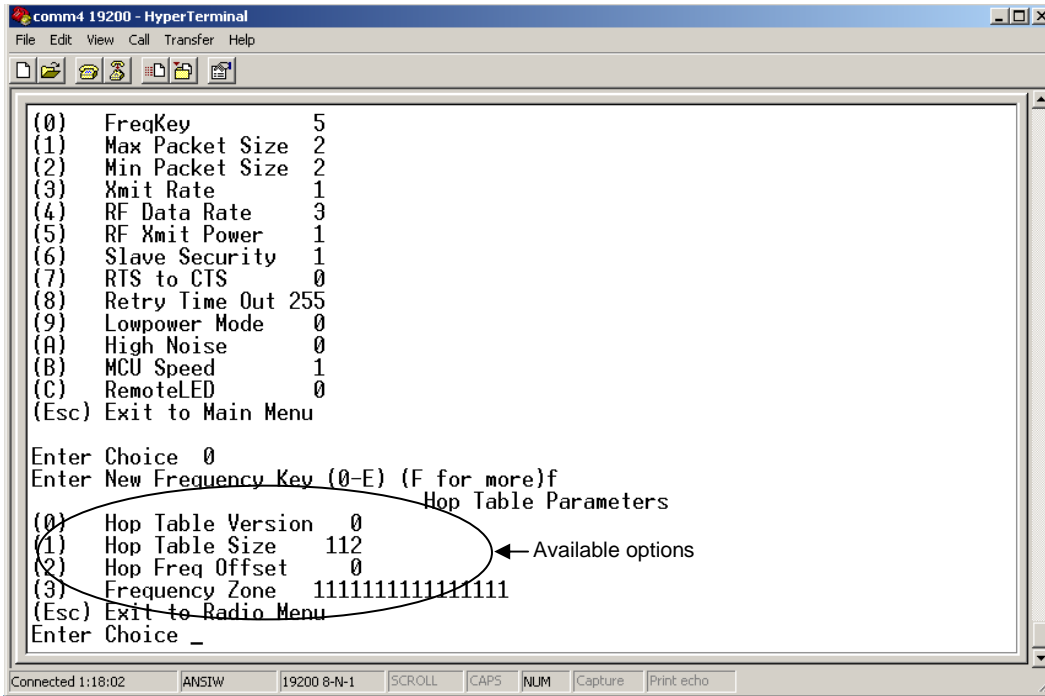 comm4 19200 - HyperTerminal
File Edit View Call Transfer Help
(0) FreqKey 5
(1) Max Packet Size 2
(2) Min Packet Size 2
(3) Xmit Rate 1
(4) RF Data Rate 3
(5) RF Xmit Power 1
(6) Slave Security 1
(7) RTS to CTS 0
(8) Retry Time Out 255
(9) Lowpower Mode 0
(A) High Noise 0
(B) MCU Speed 1
(C) RemoteLED 0
(Esc) Exit to Main Menu
Enter Choice 0
Enter New Frequency Key (0-E) (F for more)f
Hop Table Parameters
(0) Hop Table Version 0
(1) Hop Table Size 112
(2) Hop Freq Offset 0
(3) Frequency Zone 1111111111111111
(Esc) Exit to Radio Menu
Enter Choice _
Available options
Connected 1:18:02 ANSIW 19200 8-N-1 SCROLL CAPS NUM Capture Print echo